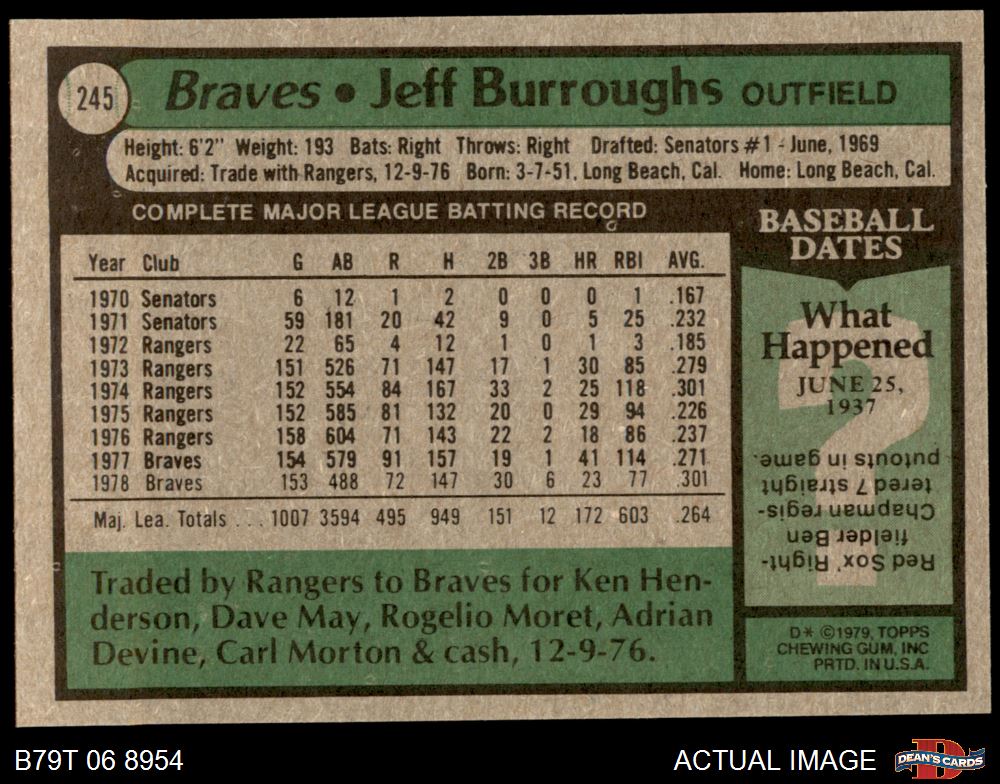 245
Braves • Jeff Burroughs OUTFIELD
Height: 6'2" Weight: 193 Bats: Right Throws: Right Drafted: Senators #1 - June, 1969
Acquired: Trade with Rangers, 12-9-76 Born: 3-7-51, Long Beach, Cal. Home: Long Beach, Cal.
COMPLETE MAJOR LEAGUE BATTING RECORD
Year Club G AB R H 2B 3B HR RBI AVG.
1970 Senators 6 12 1 2 0 0 0 1 .167
1971 Senators 59 181 20 42 9 0 5 25 .232
1972 Rangers 22 65 4 12 1 0 1 3 .185
1973 Rangers 151 526 71 147 17 1 30 85 .279
1974 Rangers 152 554 84 167 33 2 25 118 .301
1975 Rangers 152 585 81 132 20 0 29 94 .226
1976 Rangers 158 604 71 143 22 2 18 86 .237
1977 Braves 154 579 91 157 19 1 41 114 .271
1978 Braves 153 488 72 147 30 6 23 77 .301
Maj. Lea. Totals ... 1007 3594 495 949 151 12 172 603 .264
Traded by Rangers to Braves for Ken Hen-
derson, Dave May, Rogelio Moret, Adrian
Devine, Carl Morton & cash, 12-9-76.
BASEBALL
DATES
What
Happened
JUNE 25,
1937
?
Red Sox' Right-
fielder Ben
Chapman regis-
tered 7 straight
putouts in game.
D* ©1979, TOPPS
CHEWING GUM, INC
PRTD. IN U.S.A.
B79T 06 8954
ACTUAL IMAGE
D
DEAN'S CARDS